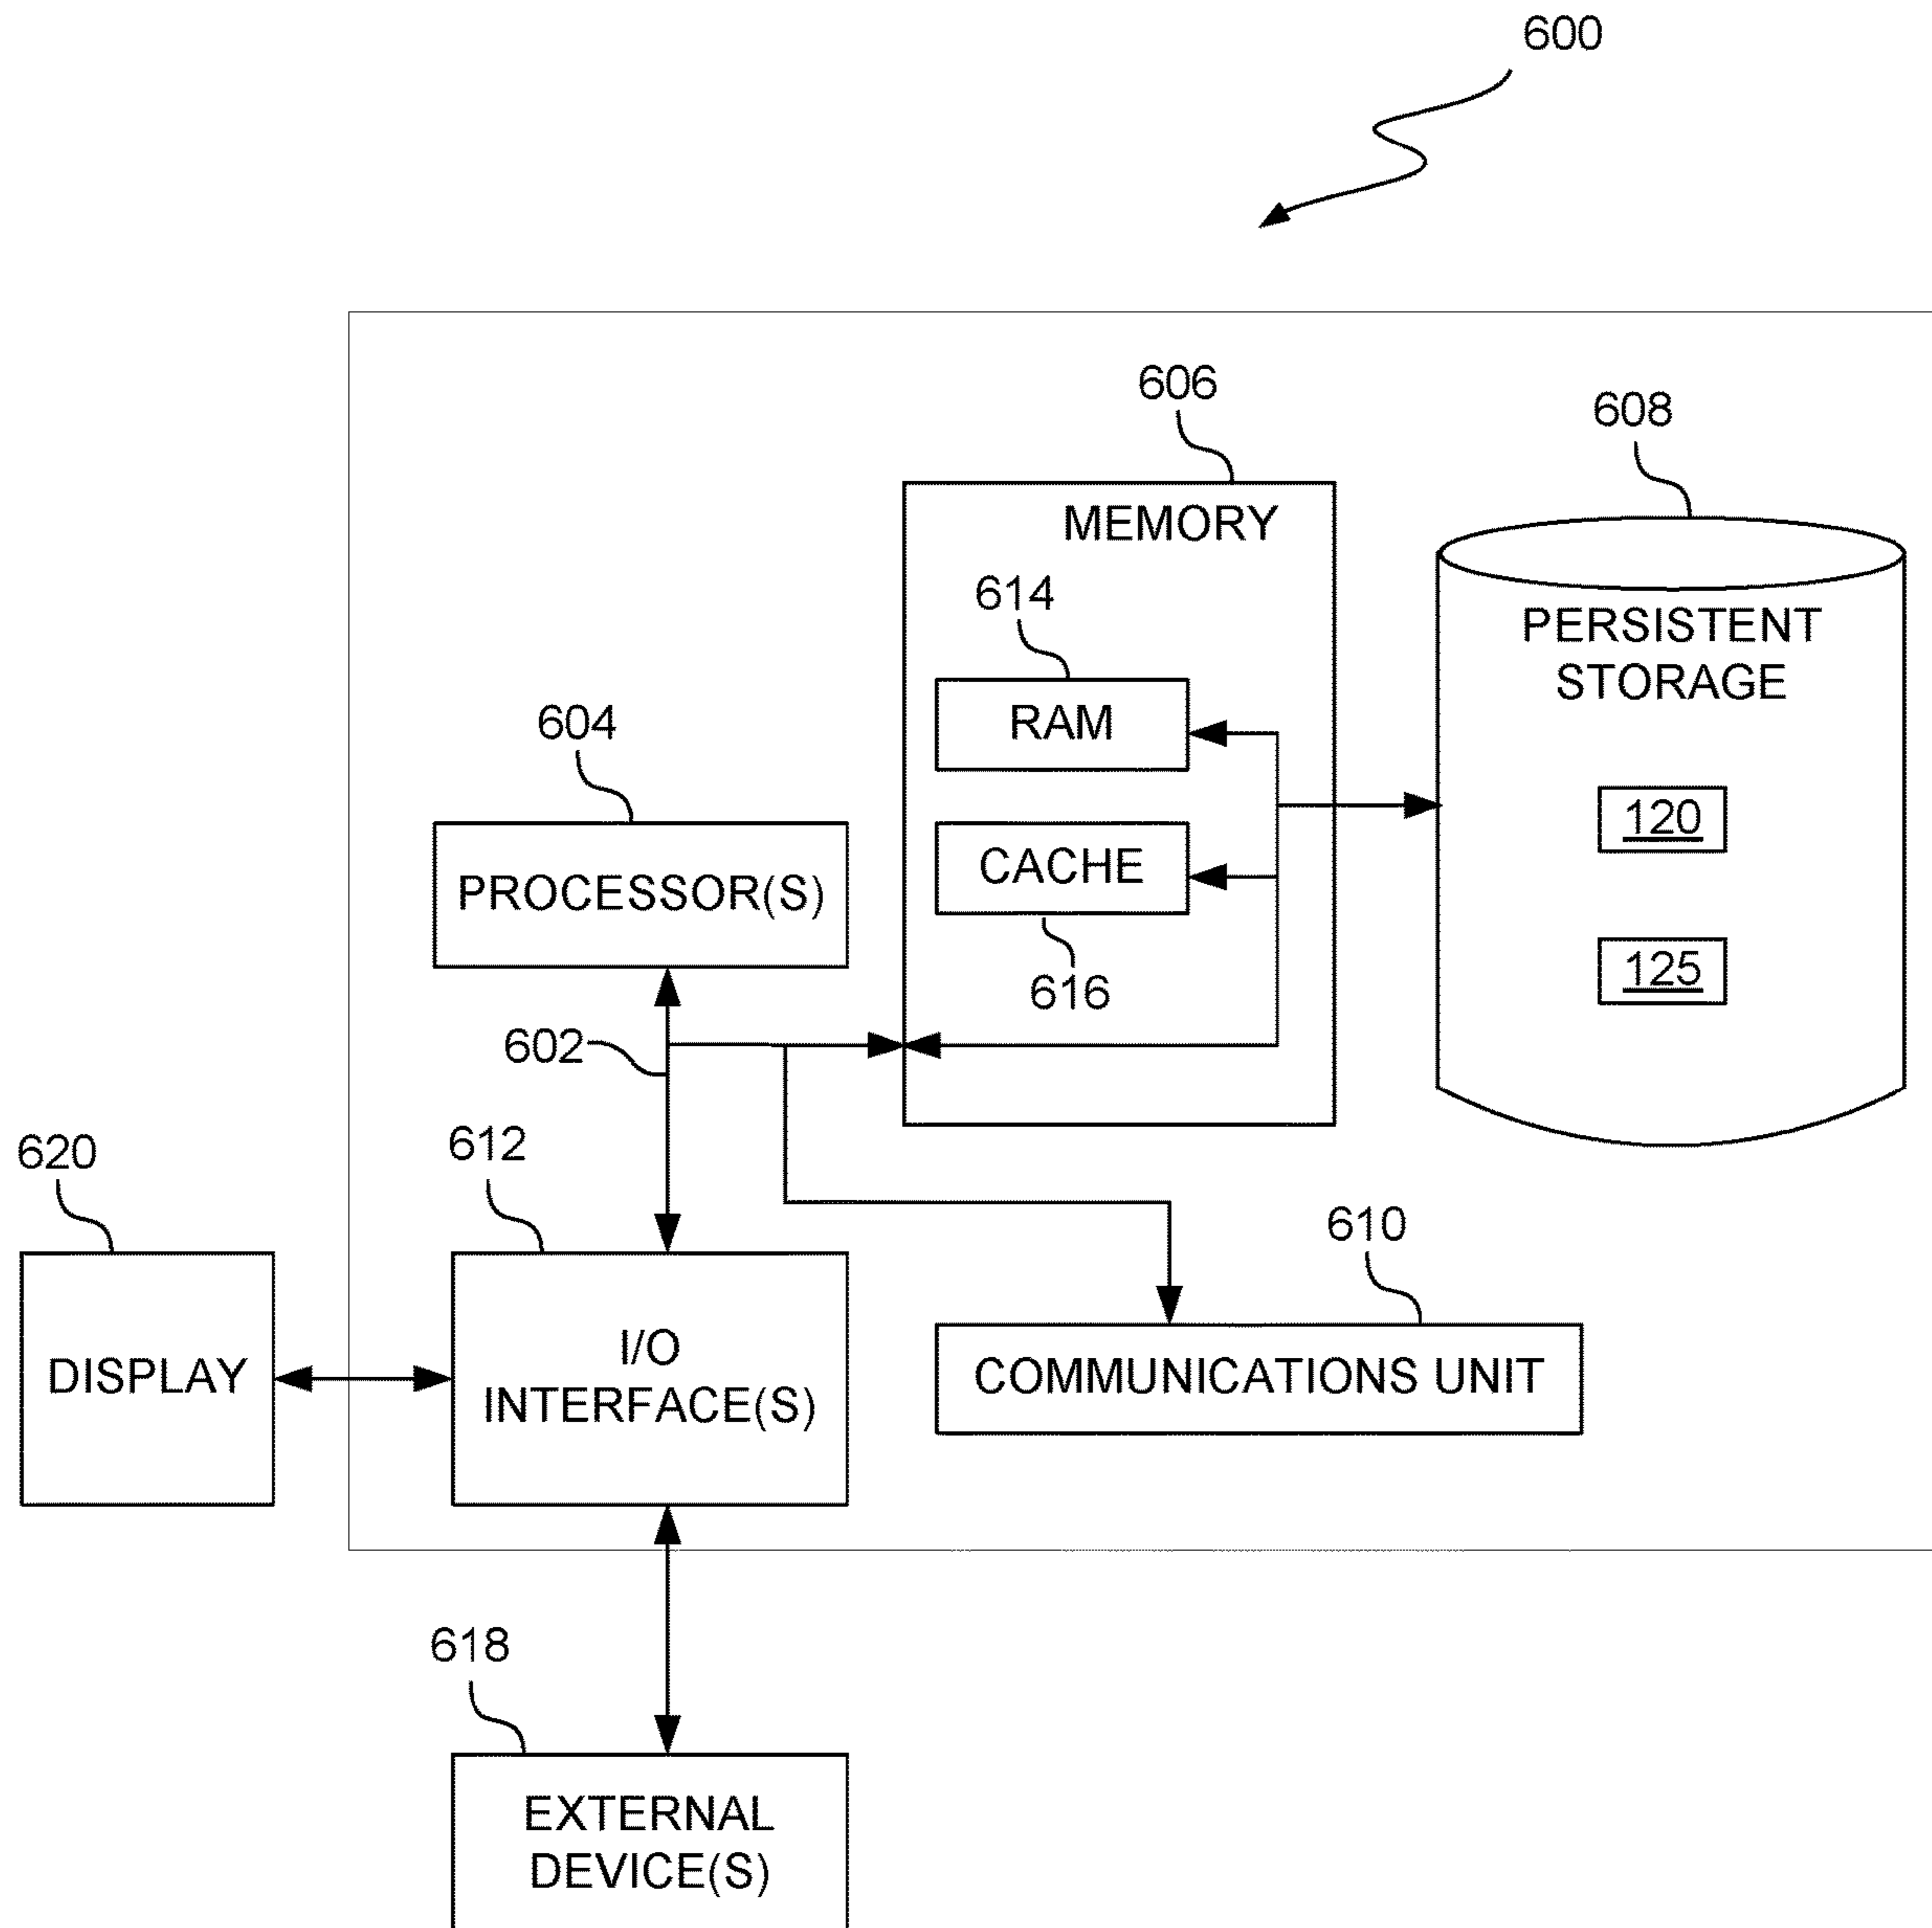 600
606
608
MEMORY
614
PERSISTENT
STORAGE
RAM
604
120
CACHE
PROCESSOR(S)
125
616
602
620
612
610
I/O
INTERFACE(S)
DISPLAY
COMMUNICATIONS UNIT
618
EXTERNAL
DEVICE(S)